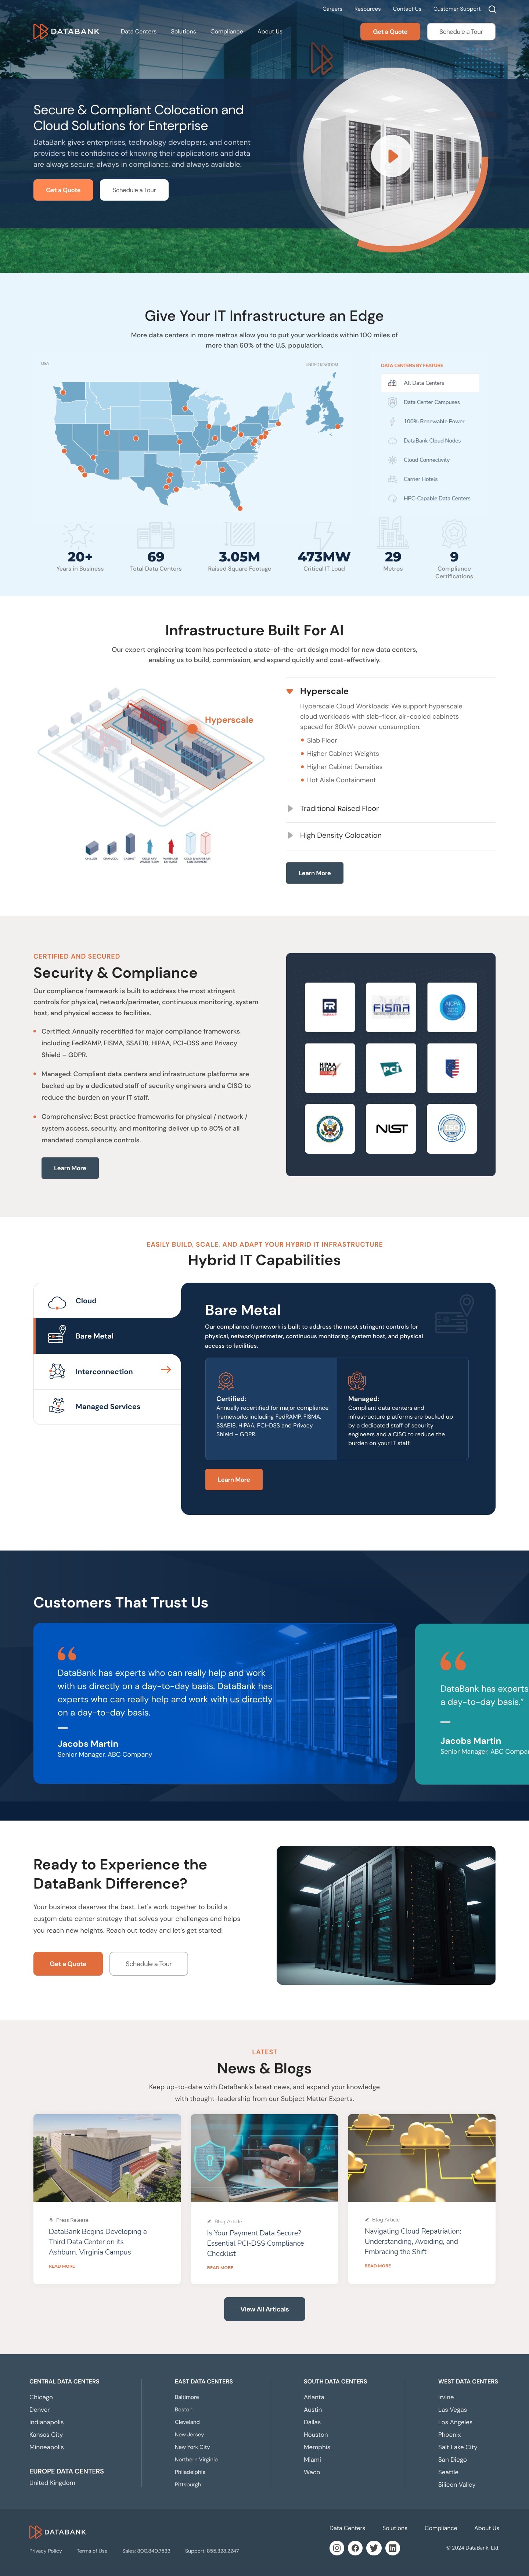 Careers Resources Contact Us Customer Support
DATABANK Data Centers Solutions Compliance About Us Get a Quote Schedule a Tour
Secure & Compliant Colocation and
Cloud Solutions for Enterprise
DataBank gives enterprises, technology developers, and content
providers the confidence of knowing their applications and data
are always secure, always in compliance, and always available.
Get a Quote Schedule a Tour
Give Your IT Infrastructure an Edge
More data centers in more metros allow you to put your workloads within 100 miles of
more than 60% of the U.S. population.
USA
UNITED KINGDOM
DATA CENTERS BY FEATURE
All Data Centers
Data Center Campuses
100% Renewable Power
DataBank Cloud Nodes
Cloud Connectivity
Carrier Hotels
HPC-Capable Data Centers
20+ 69 3.05M 473MW 29 9
Years in Business Total Data Centers Raised Square Footage Critical IT Load Metros Compliance
Certifications
Infrastructure Built For AI
Our expert engineering team has perfected a state-of-the-art design model for new data centers,
enabling us to build, commission, and expand quickly and cost-effectively.
Hyperscale
Hyperscale
Hyperscale Cloud Workloads: We support hyperscale
cloud workloads with slab-floor, air-cooled cabinets
spaced for 30kW+ power consumption.
Slab Floor
Higher Cabinet Weights
Higher Cabinet Densities
Hot Aisle Containment
Traditional Raised Floor
High Density Colocation
Learn More
CERTIFIED AND SECURED
Security & Compliance
Our compliance framework is built to address the most stringent
controls for physical, network/perimeter, continuous monitoring, system
host, and physical access to facilities.
Certified: Annually recertified for major compliance frameworks
including FedRAMP, FISMA, SSAE18, HIPAA, PCI-DSS and Privacy
Shield – GDPR.
Managed: Compliant data centers and infrastructure platforms are
backed up by a dedicated staff of security engineers and a CISO to
reduce the burden on your IT staff.
Comprehensive: Best practice frameworks for physical / network /
system access, security, and monitoring deliver up to 80% of all
mandated compliance controls.
Learn More
FR FISMA AICPA SOC
HIPAA HITECH PCI
NIST
EASILY BUILD, SCALE, AND ADAPT YOUR HYBRID IT INFRASTRUCTURE
Hybrid IT Capabilities
Cloud
Bare Metal
Interconnection
Managed Services
Bare Metal
Our compliance framework is built to address the most stringent controls for
physical, network/perimeter, continuous monitoring, system host, and physical
access to facilities.
Certified:
Annually recertified for major compliance
frameworks including FedRAMP, FISMA,
SSAE18, HIPAA, PCI-DSS and Privacy
Shield – GDPR.
Managed:
Compliant data centers and
infrastructure platforms are backed up
by a dedicated staff of security
engineers and a CISO to reduce the
burden on your IT staff.
Learn More
Customers That Trust Us
DataBank has experts who can really help and work
with us directly on a day-to-day basis. DataBank has
experts who can really help and work with us directly
on a day-to-day basis.
Jacobs Martin
Senior Manager, ABC Company
DataBank has experts
a day-to-day basis.”
Jacobs Martin
Senior Manager, ABC Compa
Ready to Experience the
DataBank Difference?
Your business deserves the best. Let's work together to build a
custom data center strategy that solves your challenges and helps
you reach new heights. Reach out today and let's get started!
Get a Quote Schedule a Tour
LATEST
News & Blogs
Keep up-to-date with DataBank's latest news, and expand your knowledge
with thought-leadership from our Subject Matter Experts.
Press Release
DataBank Begins Developing a
Third Data Center on its
Ashburn, Virginia Campus
READ MORE
Blog Article
Is Your Payment Data Secure?
Essential PCI-DSS Compliance
Checklist
READ MORE
Blog Article
Navigating Cloud Repatriation:
Understanding, Avoiding, and
Embracing the Shift
READ MORE
View All Articals
CENTRAL DATA CENTERS
Chicago
Denver
Indianapolis
Kansas City
Minneapolis
EUROPE DATA CENTERS
United Kingdom
EAST DATA CENTERS
Baltimore
Boston
Cleveland
New Jersey
New York City
Northern Virginia
Philadelphia
Pittsburgh
SOUTH DATA CENTERS
Atlanta
Austin
Dallas
Houston
Memphis
Miami
Waco
WEST DATA CENTERS
Irvine
Las Vegas
Los Angeles
Phoenix
Salt Lake City
San Diego
Seattle
Silicon Valley
DATABANK
Data Centers Solutions Compliance About Us
Privacy Policy Terms of Use Sales: 800.840.7533 Support: 855.328.2247
© 2024 DataBank, Ltd.